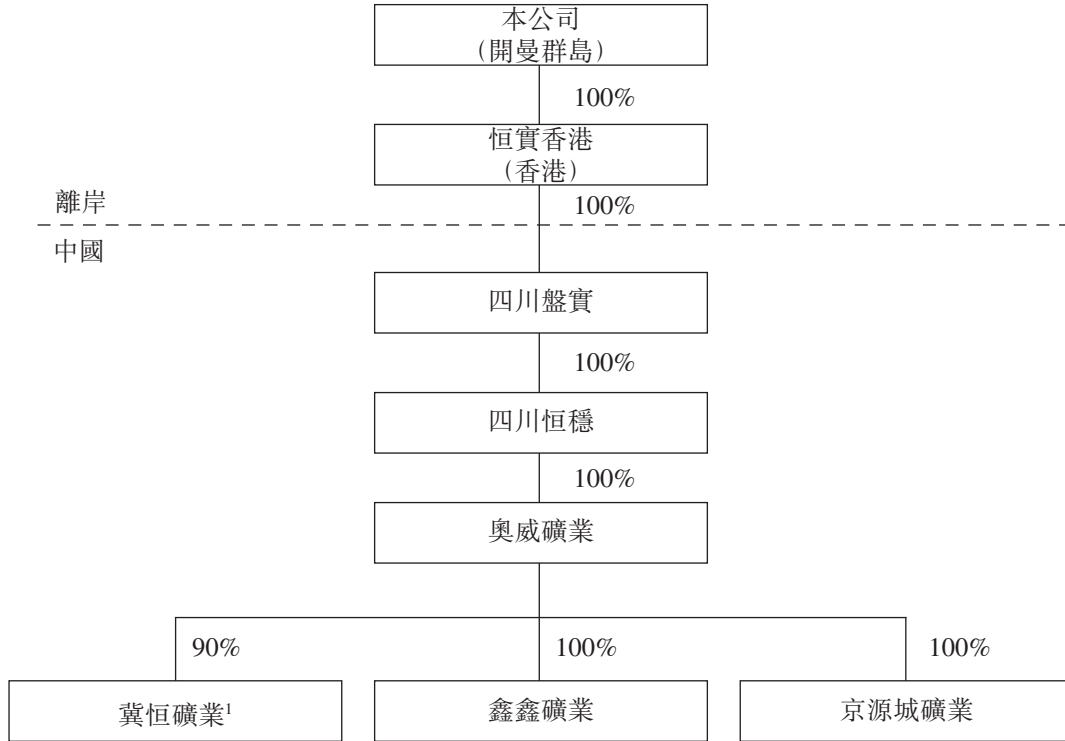 本公司
(開曼群島)
100%
恒實香港
(香港)
離岸
100%
中國
四川盤實
100%
四川恒穩
100%
奧威礦業
90%
100%
100%
冀恒礦業¹
鑫鑫礦業
京源城礦業